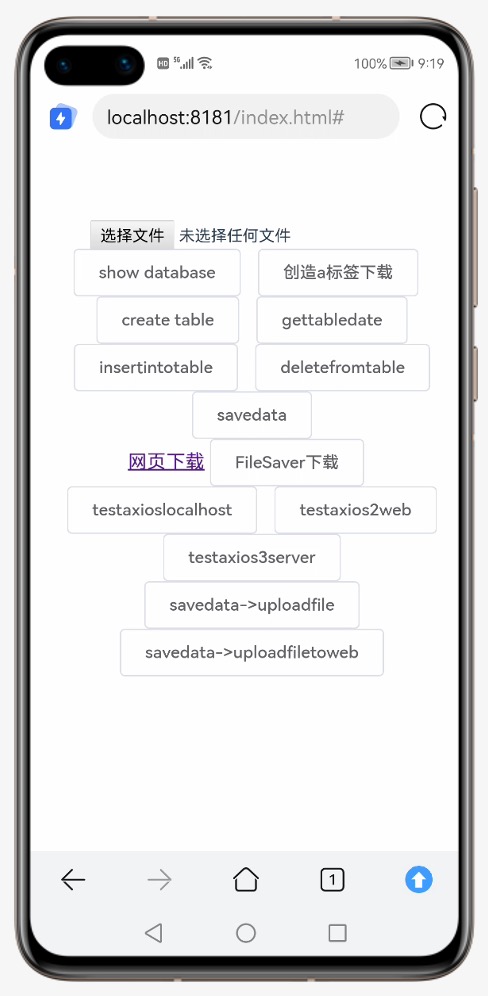 HD 5G 100% 9:19
localhost:8181/index.html#
选择文件 未选择任何文件
show database 创造a标签下载
create table gettabledate
insertintotable deletefromtable
savedata
网页下载 FileSaver下载
testaxioslocalhost testaxios2web
testaxios3server
savedata->uploadfile
savedata->uploadfiletoweb
1